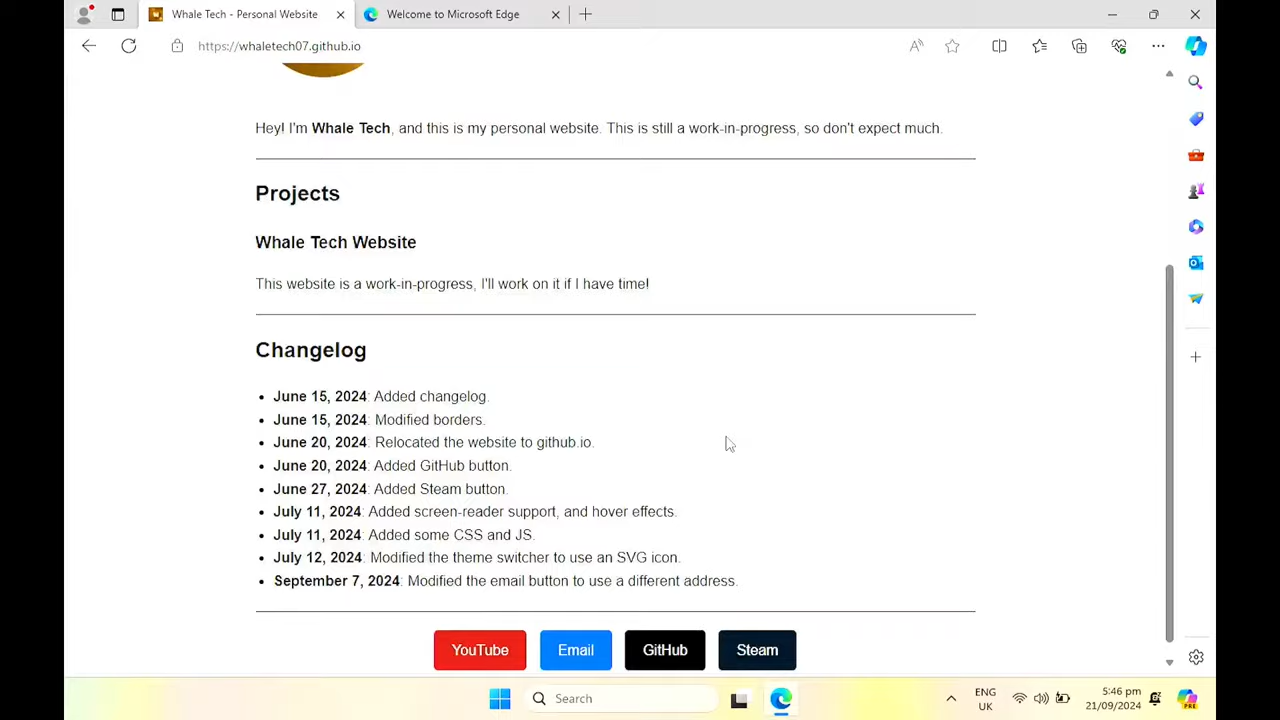 Whale Tech - Personal Website
Welcome to Microsoft Edge
https://whaletech07.github.io
Hey! I'm Whale Tech, and this is my personal website. This is still a work-in-progress, so don't expect much.
Projects
Whale Tech Website
This website is a work-in-progress, I'll work on it if I have time!
Changelog
June 15, 2024: Added changelog.
June 15, 2024: Modified borders.
June 20, 2024: Relocated the website to github.io.
June 20, 2024: Added GitHub button.
June 27, 2024: Added Steam button.
July 11, 2024: Added screen-reader support, and hover effects.
July 11, 2024: Added some CSS and JS.
July 12, 2024: Modified the theme switcher to use an SVG icon.
September 7, 2024: Modified the email button to use a different address.
YouTube Email GitHub Steam
Search
ENG
UK
5:46 pm
21/09/2024
PRE